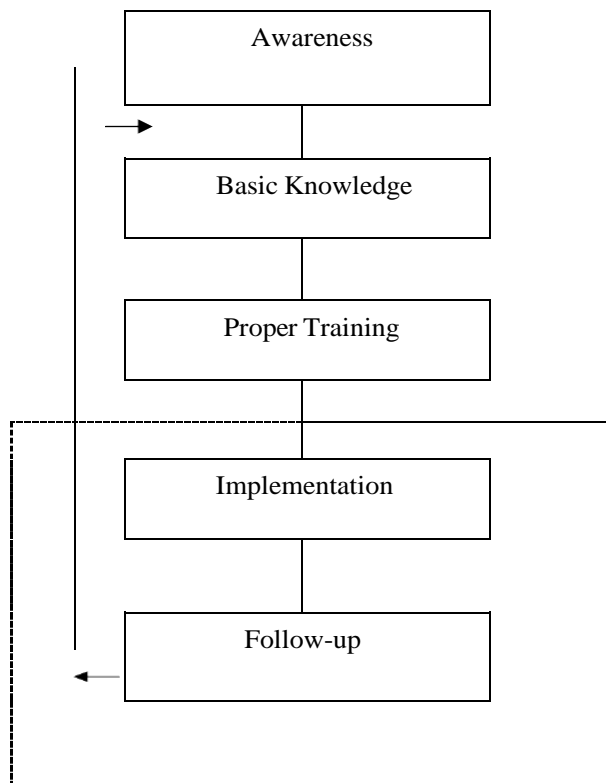 Awareness
Basic Knowledge
Proper Training
Implementation
Follow-up